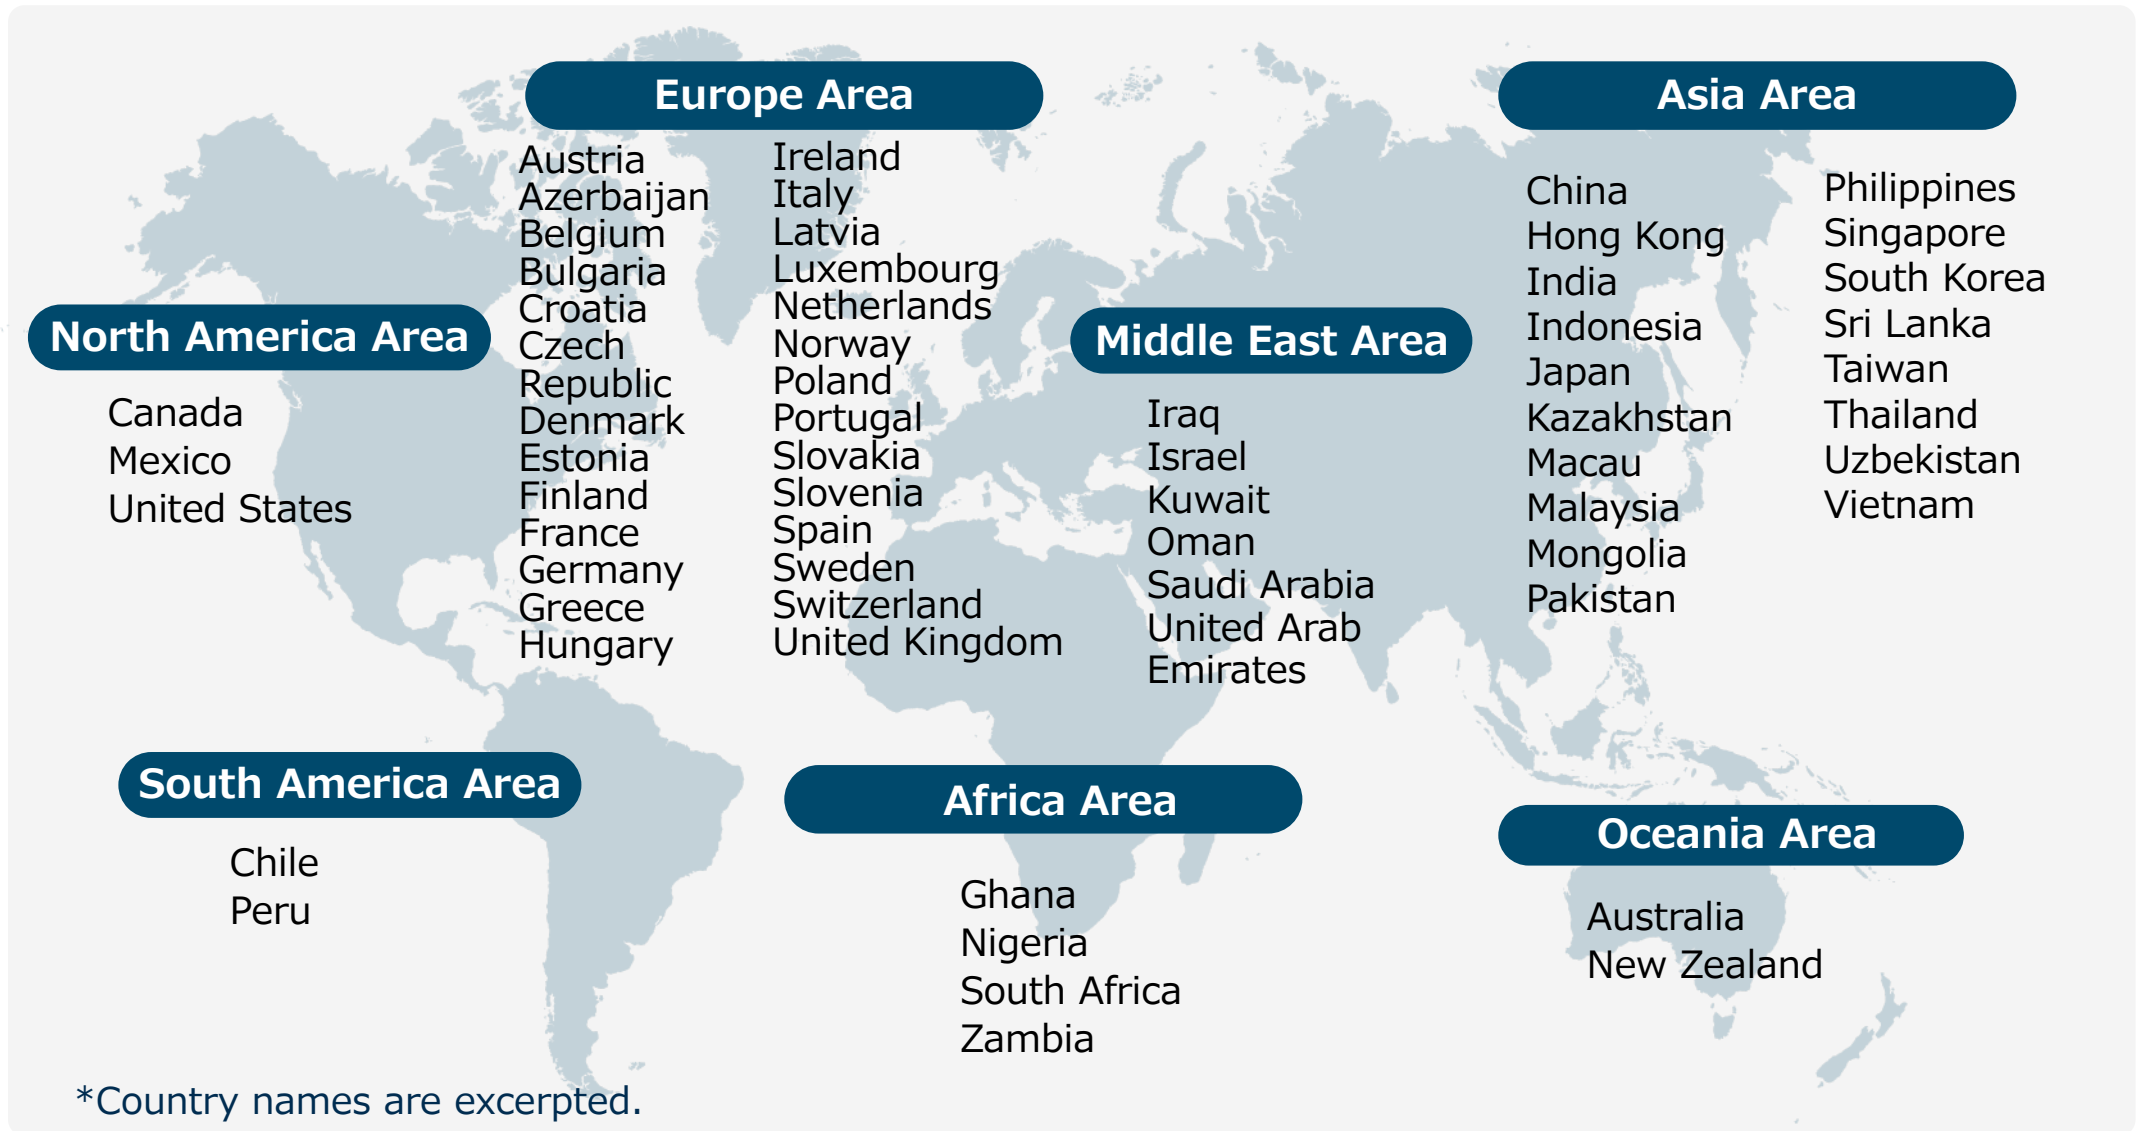 Europe Area
Austria
Azerbaijan
Belgium
Bulgaria
Croatia
Czech
Republic
Denmark
Estonia
Finland
France
Germany
Greece
Hungary
Ireland
Italy
Latvia
Luxembourg
Netherlands
Norway
Poland
Portugal
Slovakia
Slovenia
Spain
Sweden
Switzerland
United Kingdom
Asia Area
China
Hong Kong
India
Indonesia
Japan
Kazakhstan
Macau
Malaysia
Mongolia
Pakistan
Philippines
Singapore
South Korea
Sri Lanka
Taiwan
Thailand
Uzbekistan
Vietnam
North America Area
Canada
Mexico
United States
Middle East Area
Iraq
Israel
Kuwait
Oman
Saudi Arabia
United Arab
Emirates
South America Area
Chile
Peru
Africa Area
Ghana
Nigeria
South Africa
Zambia
Oceania Area
Australia
New Zealand
*Country names are excerpted.